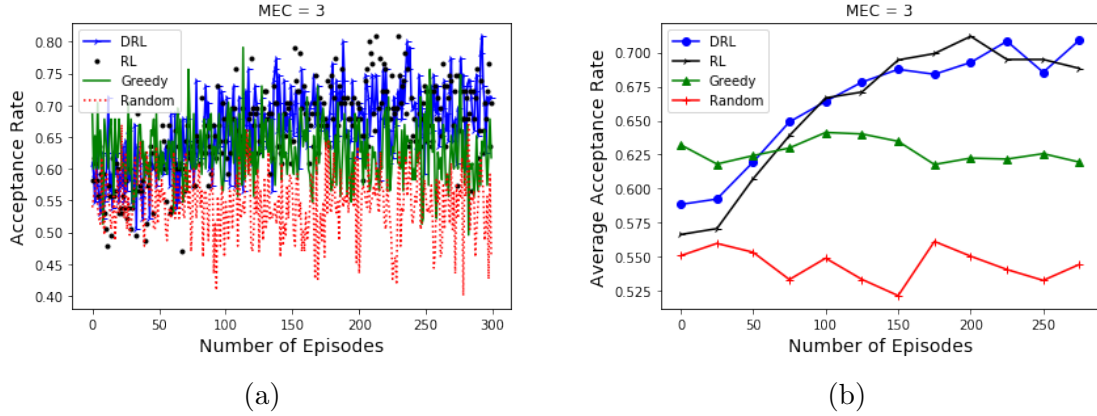 MEC = 3
DRL
RL
Greedy
Random
Acceptance Rate
0.80
0.75
0.70
0.65
0.60
0.55
0.50
0.45
0.40
0 50 100 150 200 250 300
Number of Episodes
(a)
MEC = 3
DRL
RL
Greedy
Random
Average Acceptance Rate
0.700
0.675
0.650
0.625
0.600
0.575
0.550
0.525
0 50 100 150 200 250
Number of Episodes
(b)